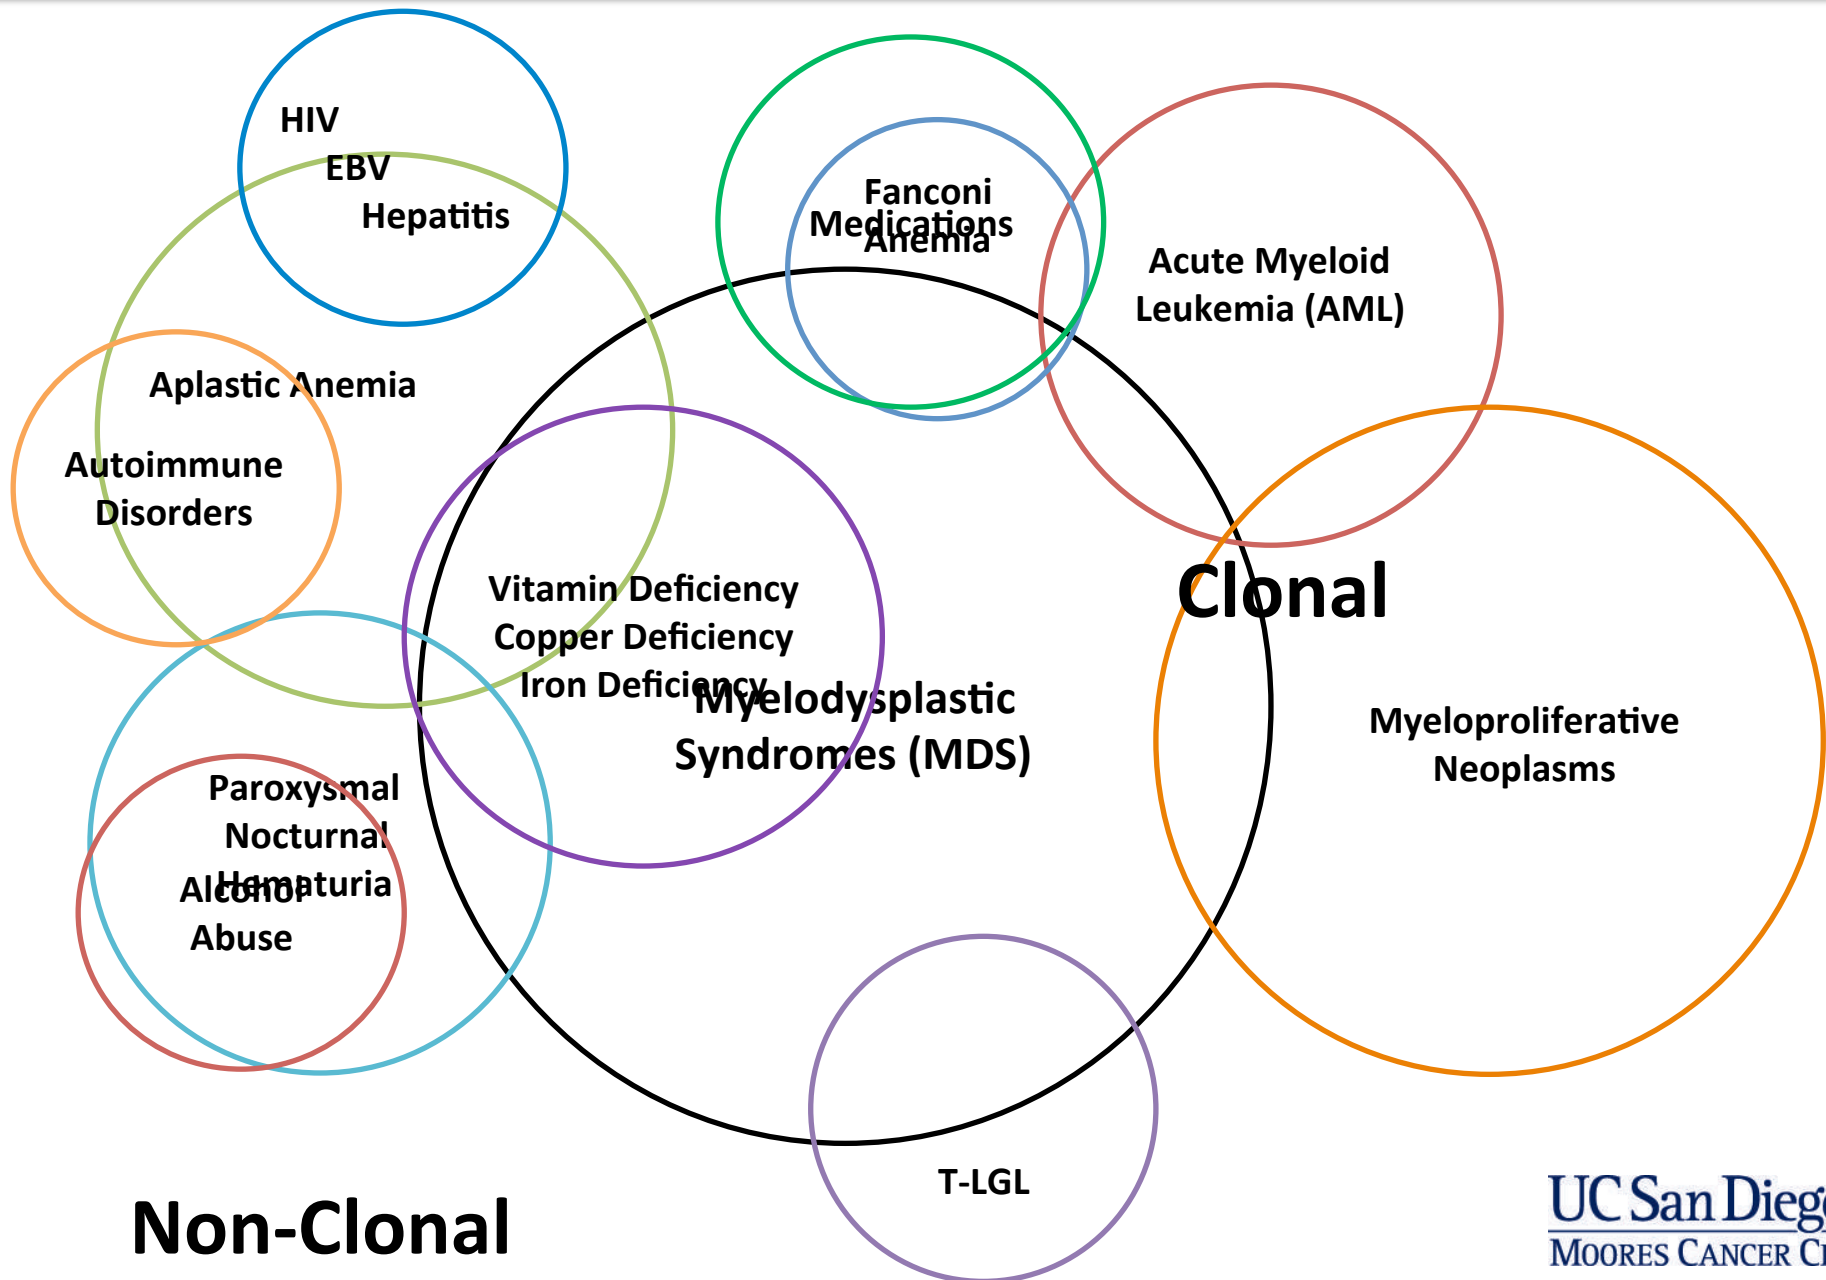 HIV
EBV
Hepatitis
Fanconi
Anemia
Medications
Acute Myeloid
Leukemia (AML)
Aplastic Anemia
Autoimmune
Disorders
Vitamin Deficiency
Copper Deficiency
Iron Deficiency
Clonal
Myelodysplastic
Syndromes (MDS)
Myeloproliferative
Neoplasms
Paroxysmal
Nocturnal
Hematuria
Alcohol
Abuse
T-LGL
Non-Clonal
UC San Diego
MOORES CANCER